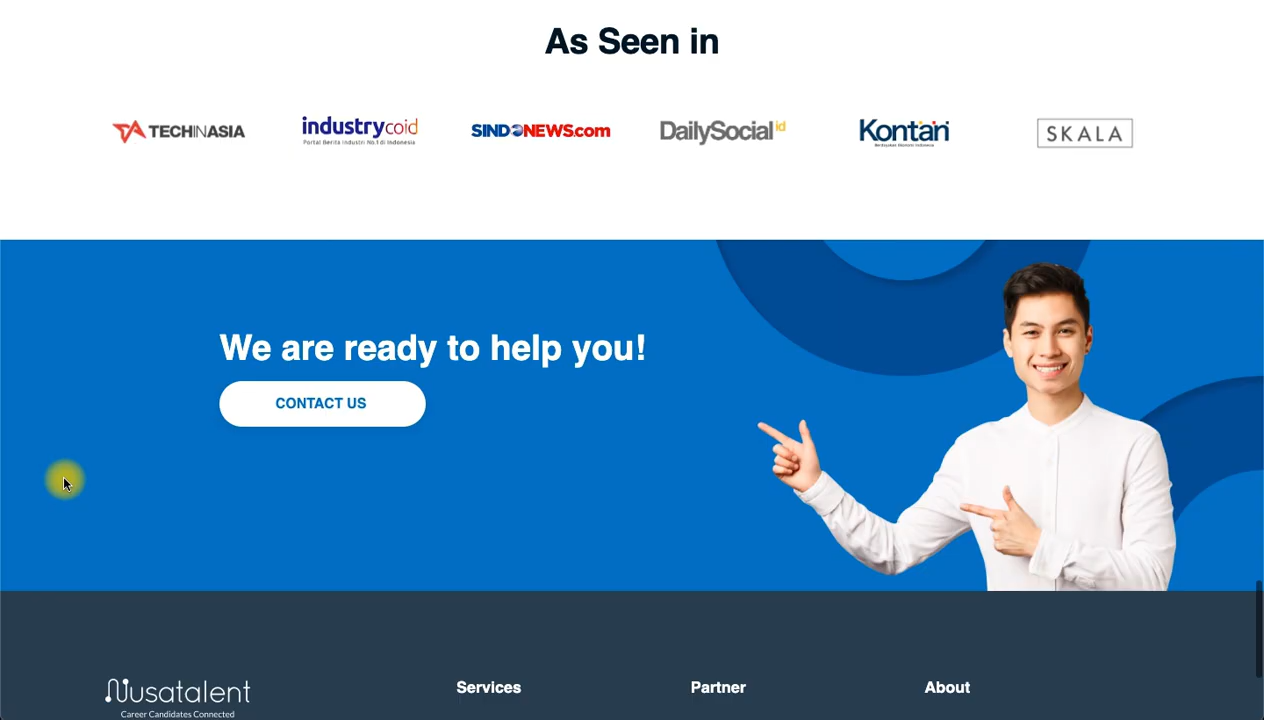 As Seen in
TECHINASIA
industrycoid
Portal Berita Industri No.1 di Indonesia
SINDONEWS.com
DailySocial id
Kontan
SKALA
We are ready to help you!
CONTACT US
Nusatalent
Career Candidates Connected
Services
Partner
About